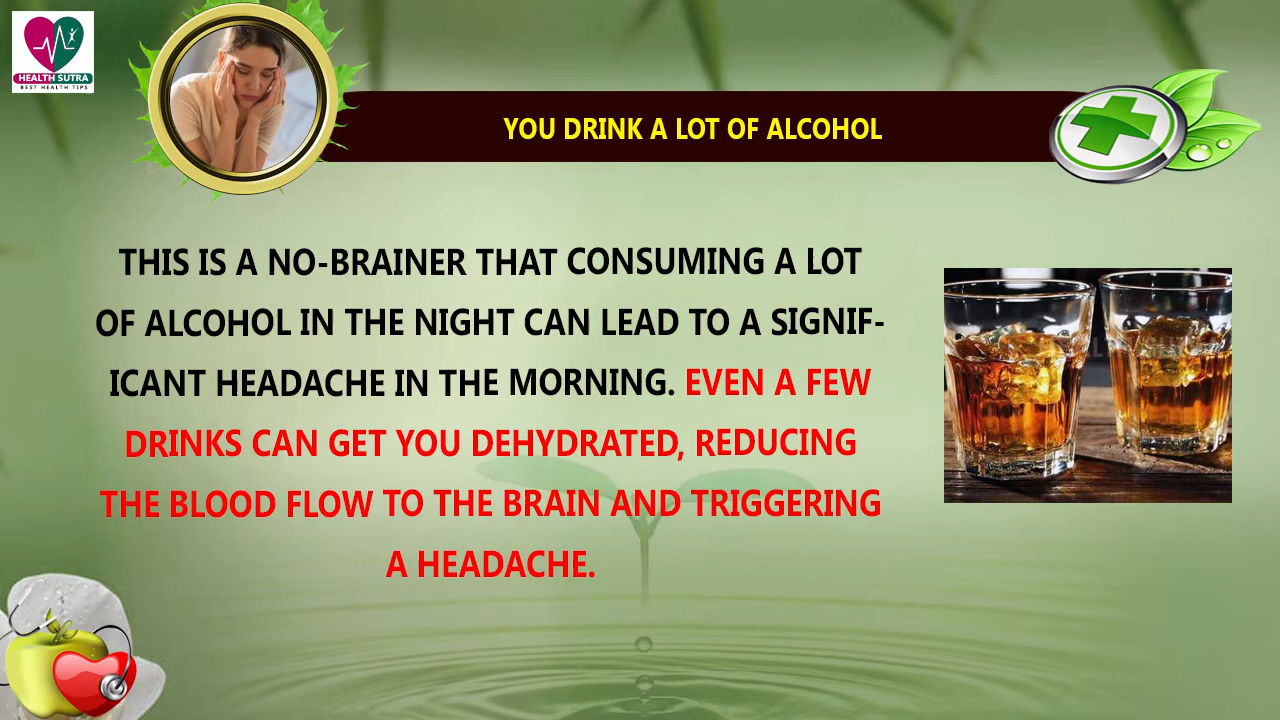 HEALTH SUTRA
BEST HEALTH TIPS
YOU DRINK A LOT OF ALCOHOL
THIS IS A NO-BRAINER THAT CONSUMING A LOT
OF ALCOHOL IN THE NIGHT CAN LEAD TO A SIGNIF-
ICANT HEADACHE IN THE MORNING. EVEN A FEW
DRINKS CAN GET YOU DEHYDRATED, REDUCING
THE BLOOD FLOW TO THE BRAIN AND TRIGGERING
A HEADACHE.